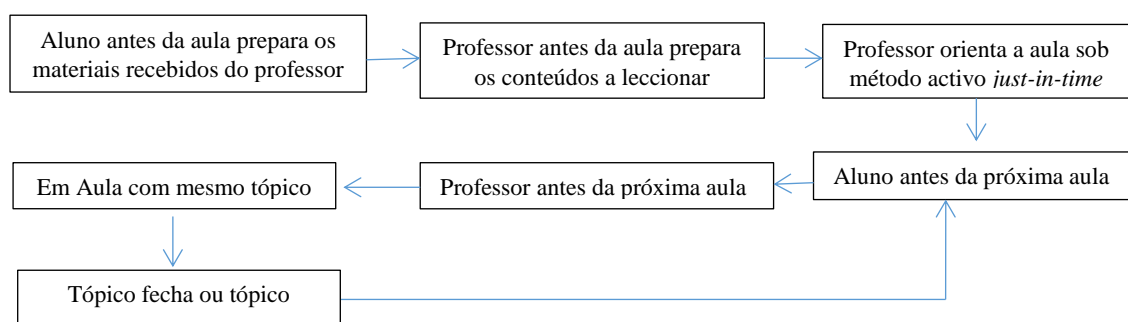 Aluno antes da aula prepara os
materiais recebidos do professor
Professor antes da aula prepara
os conteúdos a leccionar
Professor orienta a aula sob
método activo just-in-time
Aluno antes da próxima aula
Professor antes da próxima aula
Em Aula com mesmo tópico
Tópico fecha ou tópico